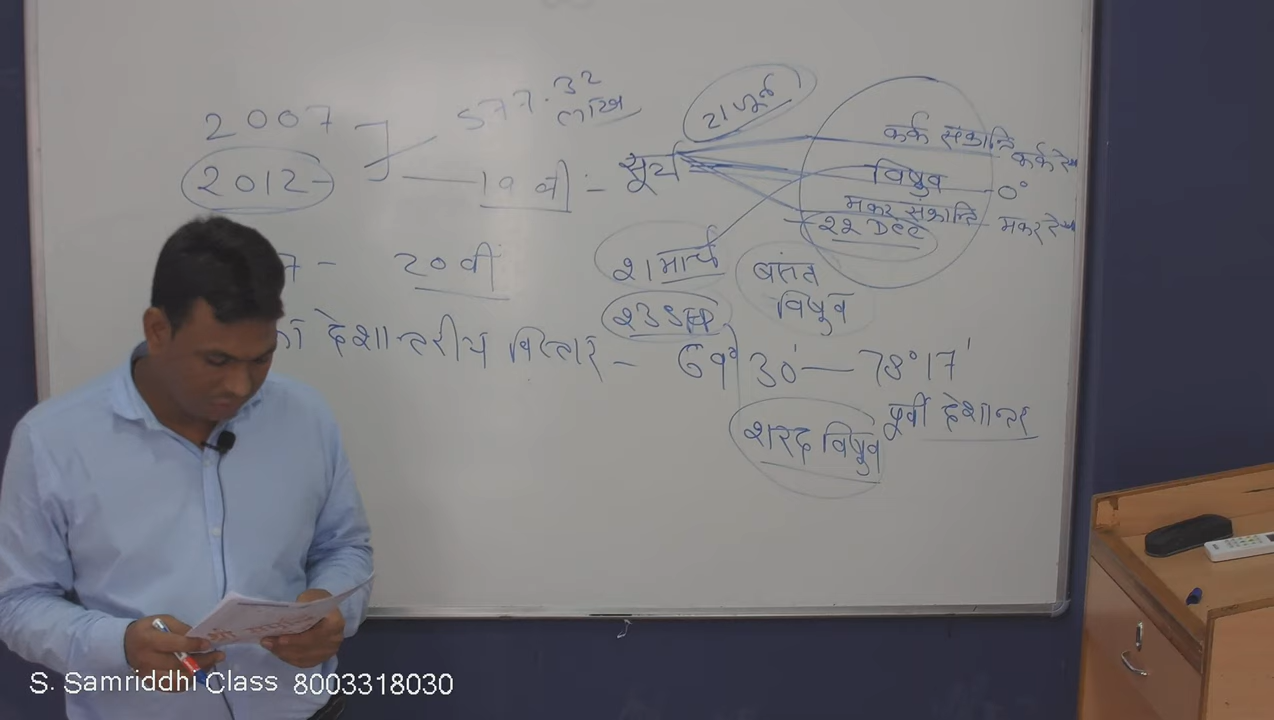 2007
577.32
लाख
2012
19 वी
7 - 20 वी
देशान्तरीय विस्तार - 69° 30' — 78° 17'
पूर्वी देशान्तर
सूर्य
21 जून
कर्क संक्रान्ति
कर्क रेखा
विषुव
0°
मकर संक्रान्ति
मकर रेखा
22 Dec
21 मार्च
बसंत
विषुव
23 Sep
शरद विषुव
S. Samriddhi Class 8003318030